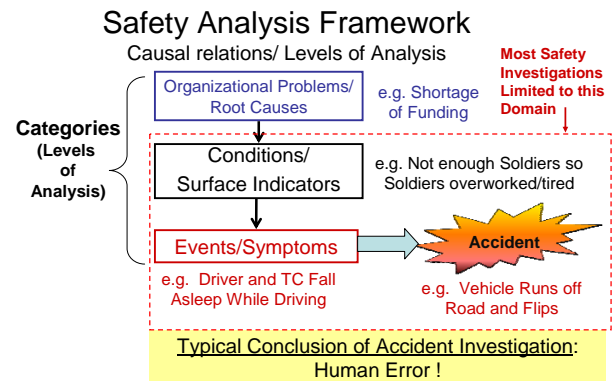 Safety Analysis Framework
Causal relations/ Levels of Analysis
Most Safety
Investigations
Limited to this
Domain
Organizational Problems/
Root Causes
e.g. Shortage
of Funding
Categories
(Levels
of
Analysis)
Conditions/
Surface Indicators
e.g. Not enough Soldiers so
Soldiers overworked/tired
Events/Symptoms
Accident
e.g. Driver and TC Fall
Asleep While Driving
e.g. Vehicle Runs off
Road and Flips
Typical Conclusion of Accident Investigation:
Human Error !